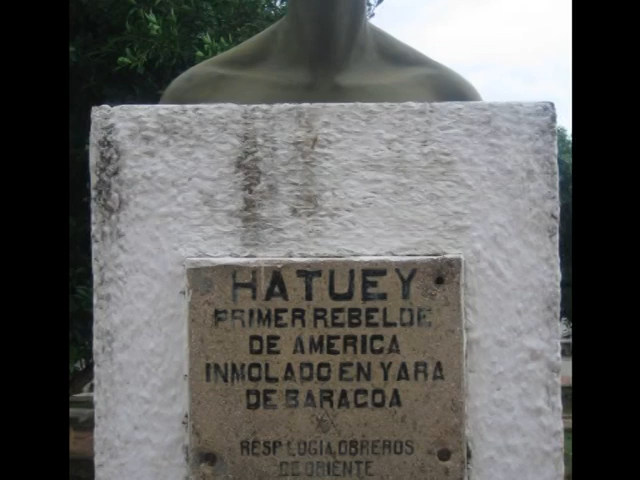 HATUEY
PRIMER REBELDE
DE AMERICA
INMOLADO EN YARA
DE BARACOA
RESP LOGIA OBREROS
DE ORIENTE